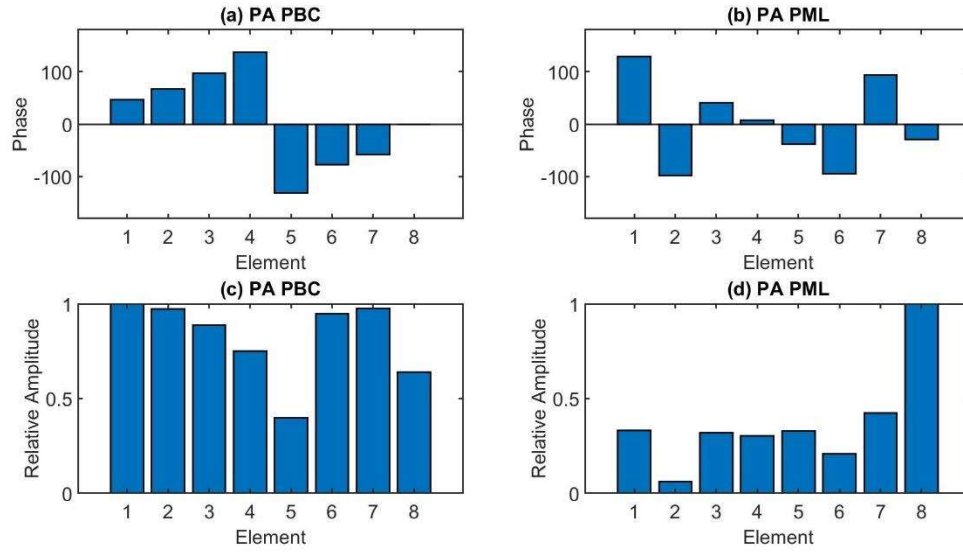 (a) PA PBC
Phase
100
0
-100
1 2 3 4 5 6 7 8
Element
(b) PA PML
Phase
100
0
-100
1 2 3 4 5 6 7 8
Element
(c) PA PBC
Relative Amplitude
1
0.5
0
1 2 3 4 5 6 7 8
Element
(d) PA PML
Relative Amplitude
1
0.5
0
1 2 3 4 5 6 7 8
Element